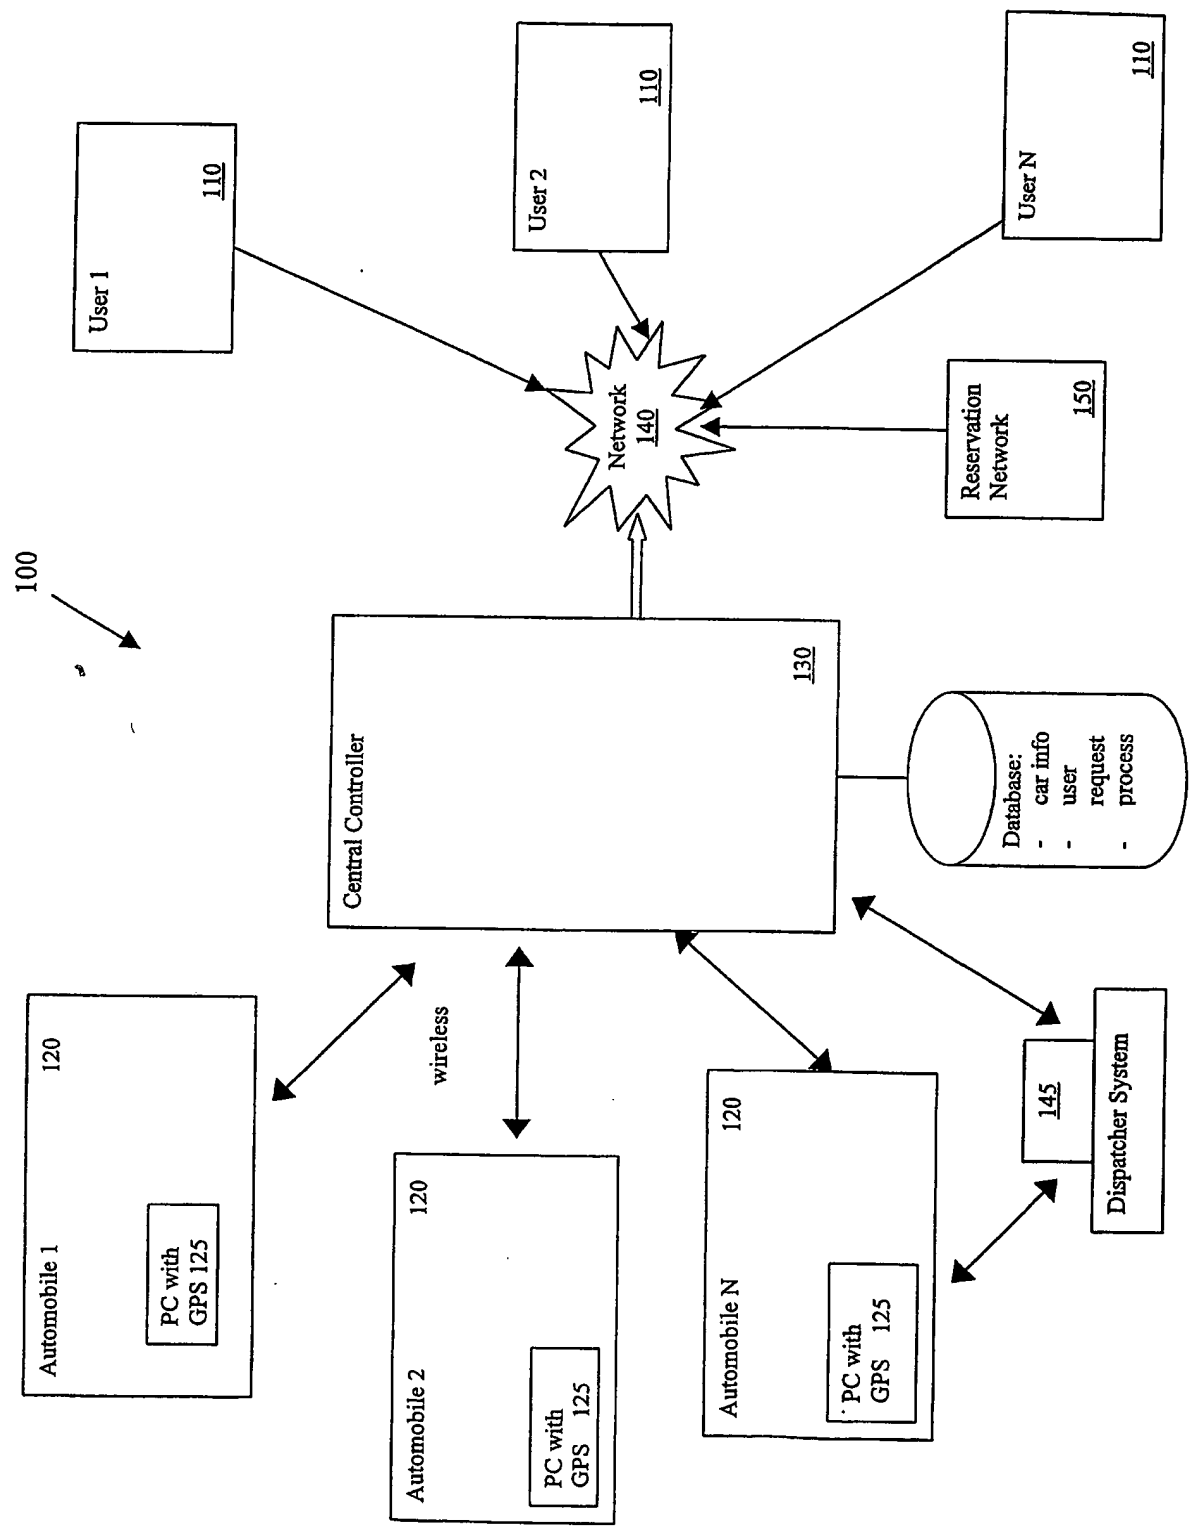 100
Automobile 1
120
PC with
GPS 125
Automobile 2
120
PC with
GPS 125
Automobile N
120
PC with
GPS 125
wireless
145
Dispatcher System
Central Controller
130
Database:
- car info
- user
request
- process
Network
140
Reservation
Network
150
User 1
110
User 2
110
User N
110